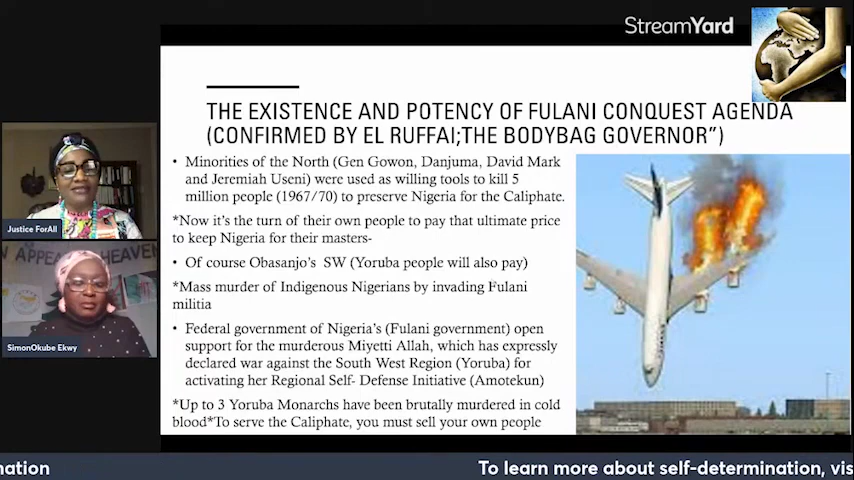 StreamYard
THE EXISTENCE AND POTENCY OF FULANI CONQUEST AGENDA
(CONFIRMED BY EL RUFFAI;THE BODYBAG GOVERNOR")
• Minorities of the North (Gen Gowon, Danjuma, David Mark
and Jeremiah Useni) were used as willing tools to kill 5
million people (1967/70) to preserve Nigeria for the Caliphate.
*Now it's the turn of their own people to pay that ultimate price
to keep Nigeria for their masters-
• Of course Obasanjo's SW (Yoruba people will also pay)
*Mass murder of Indigenous Nigerians by invading Fulani
militia
• Federal government of Nigeria's (Fulani government) open
support for the murderous Miyetti Allah, which has expressly
declared war against the South West Region (Yoruba) for
activating her Regional Self- Defense Initiative (Amotekun)
*Up to 3 Yoruba Monarchs have been brutally murdered in cold
blood*To serve the Caliphate, you must sell your own people
Justice ForAll
AN APPEAL HEAVEN
SimonOkube Ekwy
nation
To learn more about self-determination, vis